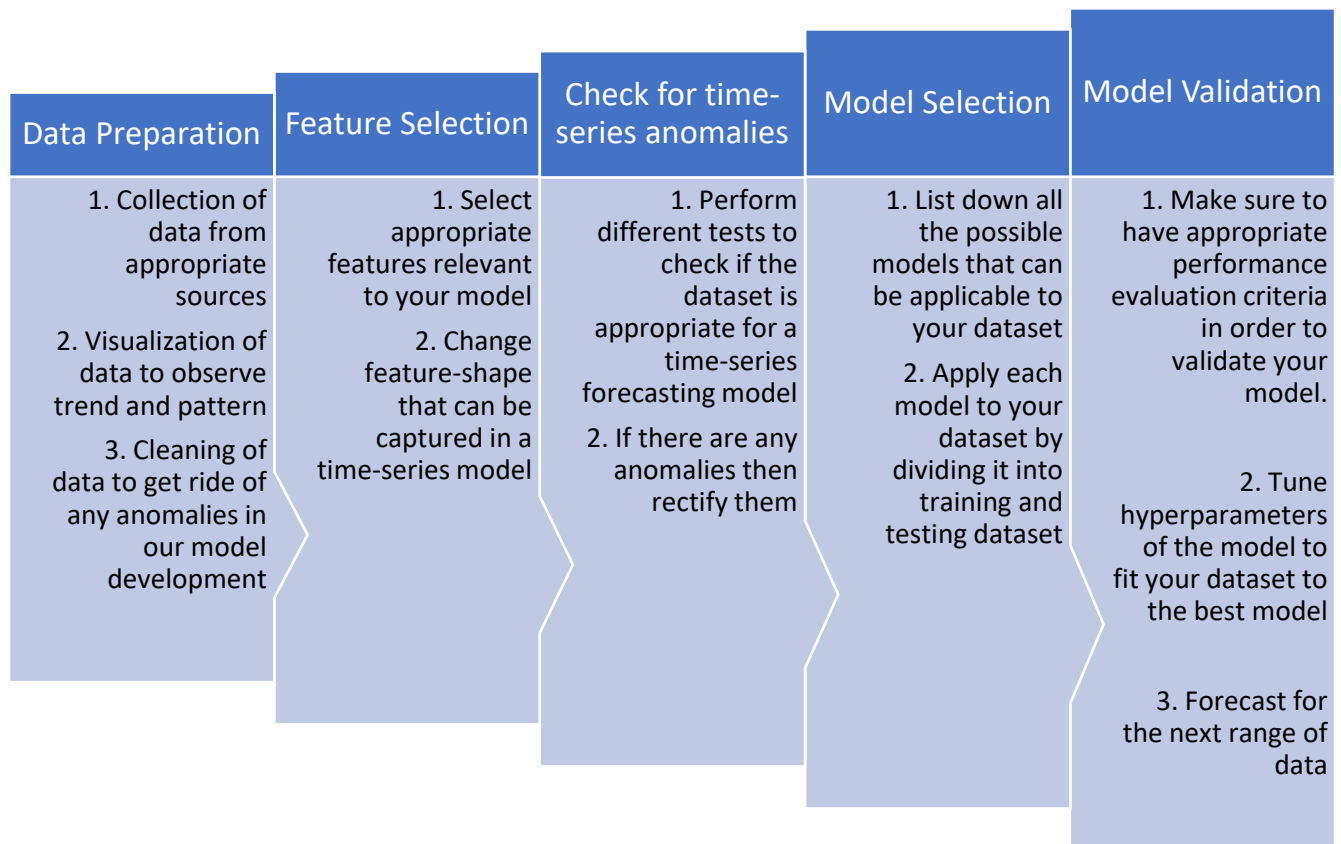 Data Preparation
1. Collection of
data from
appropriate
sources
2. Visualization of
data to observe
trend and pattern
3. Cleaning of
data to get ride of
any anomalies in
our model
development
Feature Selection
1. Select
appropriate
features relevant
to your model
2. Change
feature-shape
that can be
captured in a
time-series model
Check for time-
series anomalies
1. Perform
different tests to
check if the
dataset is
appropriate for a
time-series
forecasting model
2. If there are any
anomalies then
rectify them
Model Selection
1. List down all
the possible
models that can
be applicable to
your dataset
2. Apply each
model to your
dataset by
dividing it into
training and
testing dataset
Model Validation
1. Make sure to
have appropriate
performance
evaluation criteria
in order to
validate your
model.
2. Tune
hyperparameters
of the model to
fit your dataset to
the best model
3. Forecast for
the next range of
data